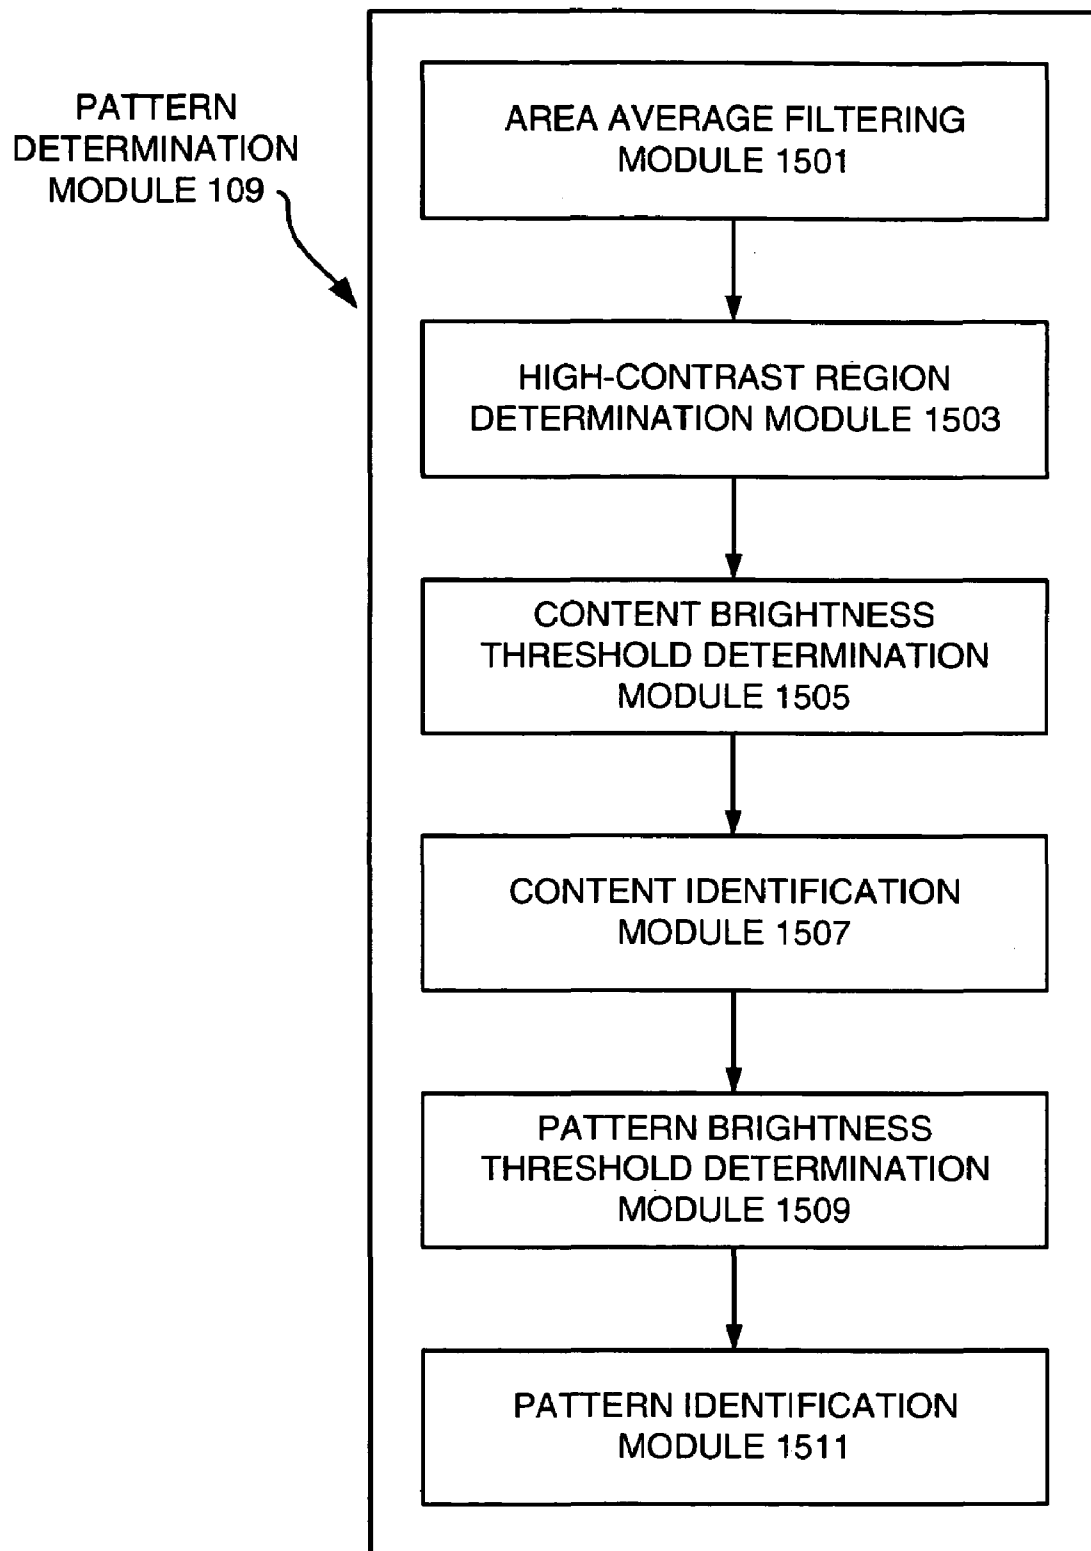 PATTERN
DETERMINATION
MODULE 109
AREA AVERAGE FILTERING
MODULE 1501
HIGH-CONTRAST REGION
DETERMINATION MODULE 1503
CONTENT BRIGHTNESS
THRESHOLD DETERMINATION
MODULE 1505
CONTENT IDENTIFICATION
MODULE 1507
PATTERN BRIGHTNESS
THRESHOLD DETERMINATION
MODULE 1509
PATTERN IDENTIFICATION
MODULE 1511